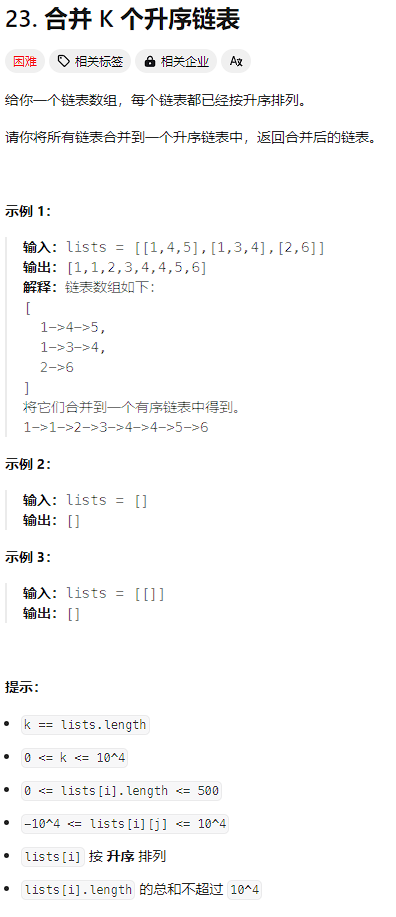 23. 合并 K 个升序链表
困难 相关标签 相关企业 Az
给你一个链表数组，每个链表都已经按升序排列。
请你将所有链表合并到一个升序链表中，返回合并后的链表。
示例 1：
输入：lists = [[1,4,5],[1,3,4],[2,6]]
输出：[1,1,2,3,4,4,5,6]
解释：链表数组如下：
[
1->4->5,
1->3->4,
2->6
]
将它们合并到一个有序链表中得到。
1->1->2->3->4->4->5->6
示例 2：
输入：lists = []
输出：[]
示例 3：
输入：lists = [[]]
输出：[]
提示：
k == lists.length
0 <= k <= 10^4
0 <= lists[i].length <= 500
-10^4 <= lists[i][j] <= 10^4
lists[i] 按 升序 排列
lists[i].length 的总和不超过 10^4